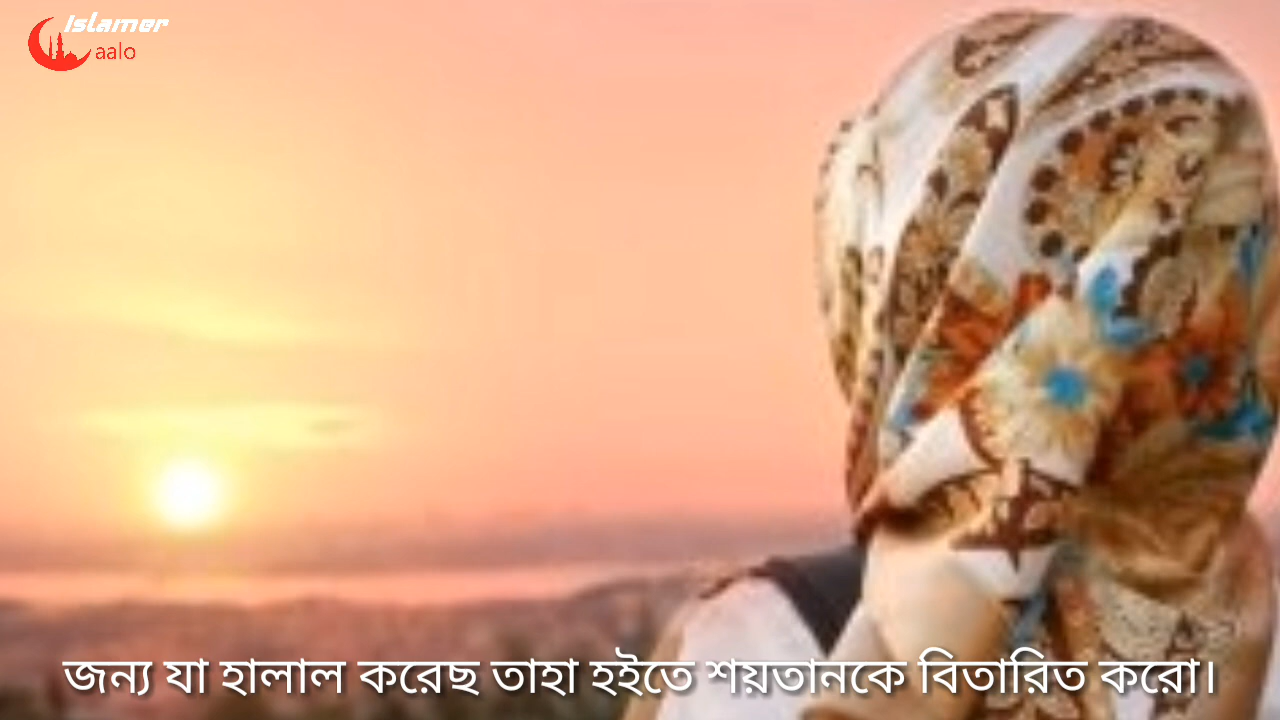 Islamer
aalo
জন্য যা হালাল করেছ তাহা হইতে শয়তানকে বিতারিত করো।